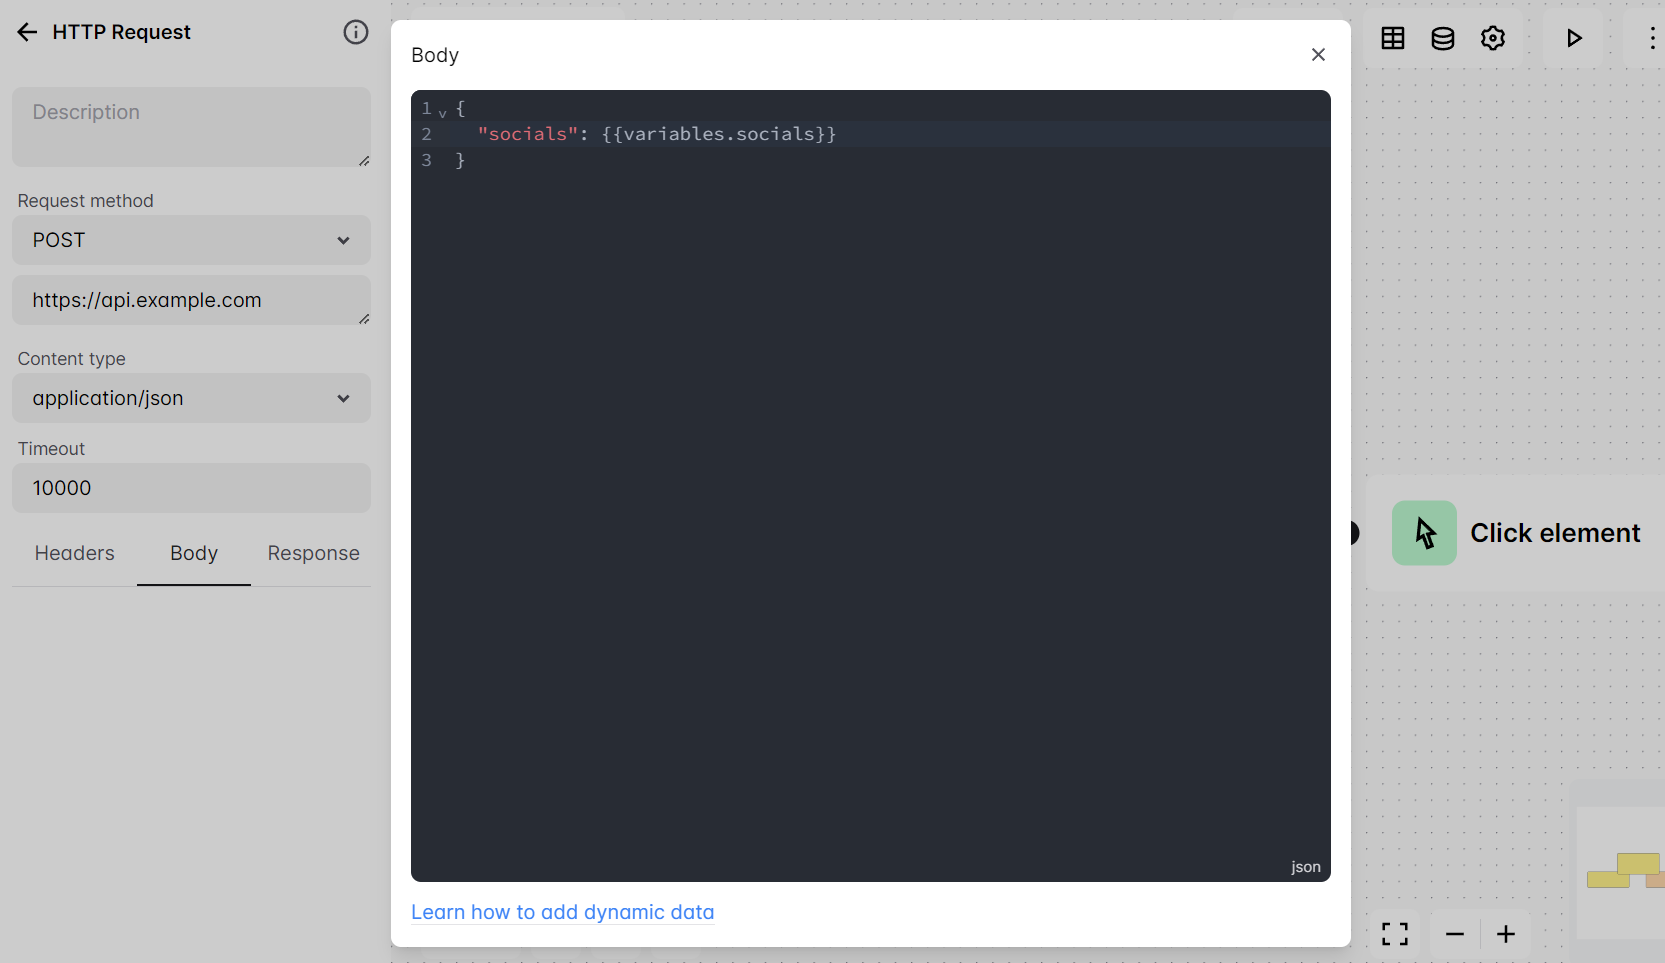 HTTP Request
Description
Request method
POST
https://api.example.com
Content type
application/json
Timeout
10000
Headers Body Response
Body
1 {
2 "socials": {{variables.socials}}
3 }
json
Learn how to add dynamic data
Click element